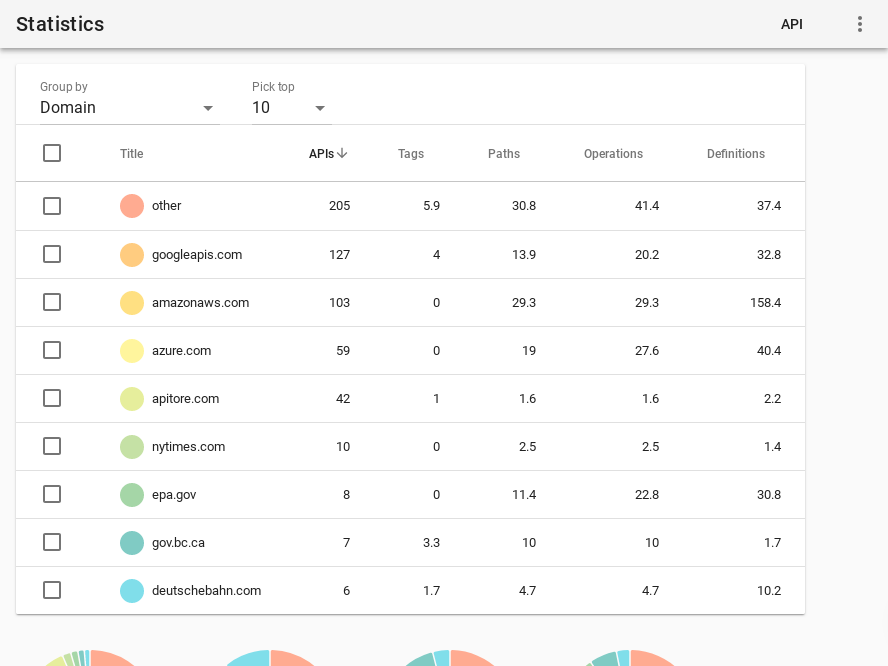 Statistics API
Group by Pick top
Domain 10
Title APIs Tags Paths Operations Definitions
other 205 5.9 30.8 41.4 37.4
googleapis.com 127 4 13.9 20.2 32.8
amazonaws.com 103 0 29.3 29.3 158.4
azure.com 59 0 19 27.6 40.4
apitore.com 42 1 1.6 1.6 2.2
nytimes.com 10 0 2.5 2.5 1.4
epa.gov 8 0 11.4 22.8 30.8
gov.bc.ca 7 3.3 10 10 1.7
deutschebahn.com 6 1.7 4.7 4.7 10.2